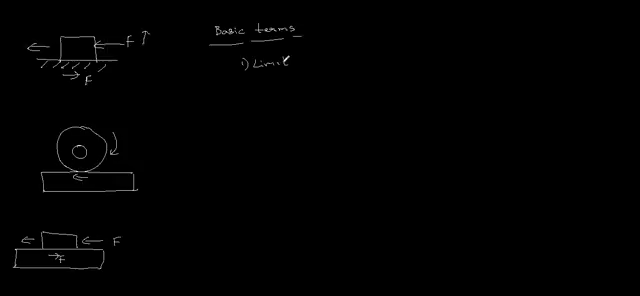 F ↑
F
Basic terms
1) Limit
F
F